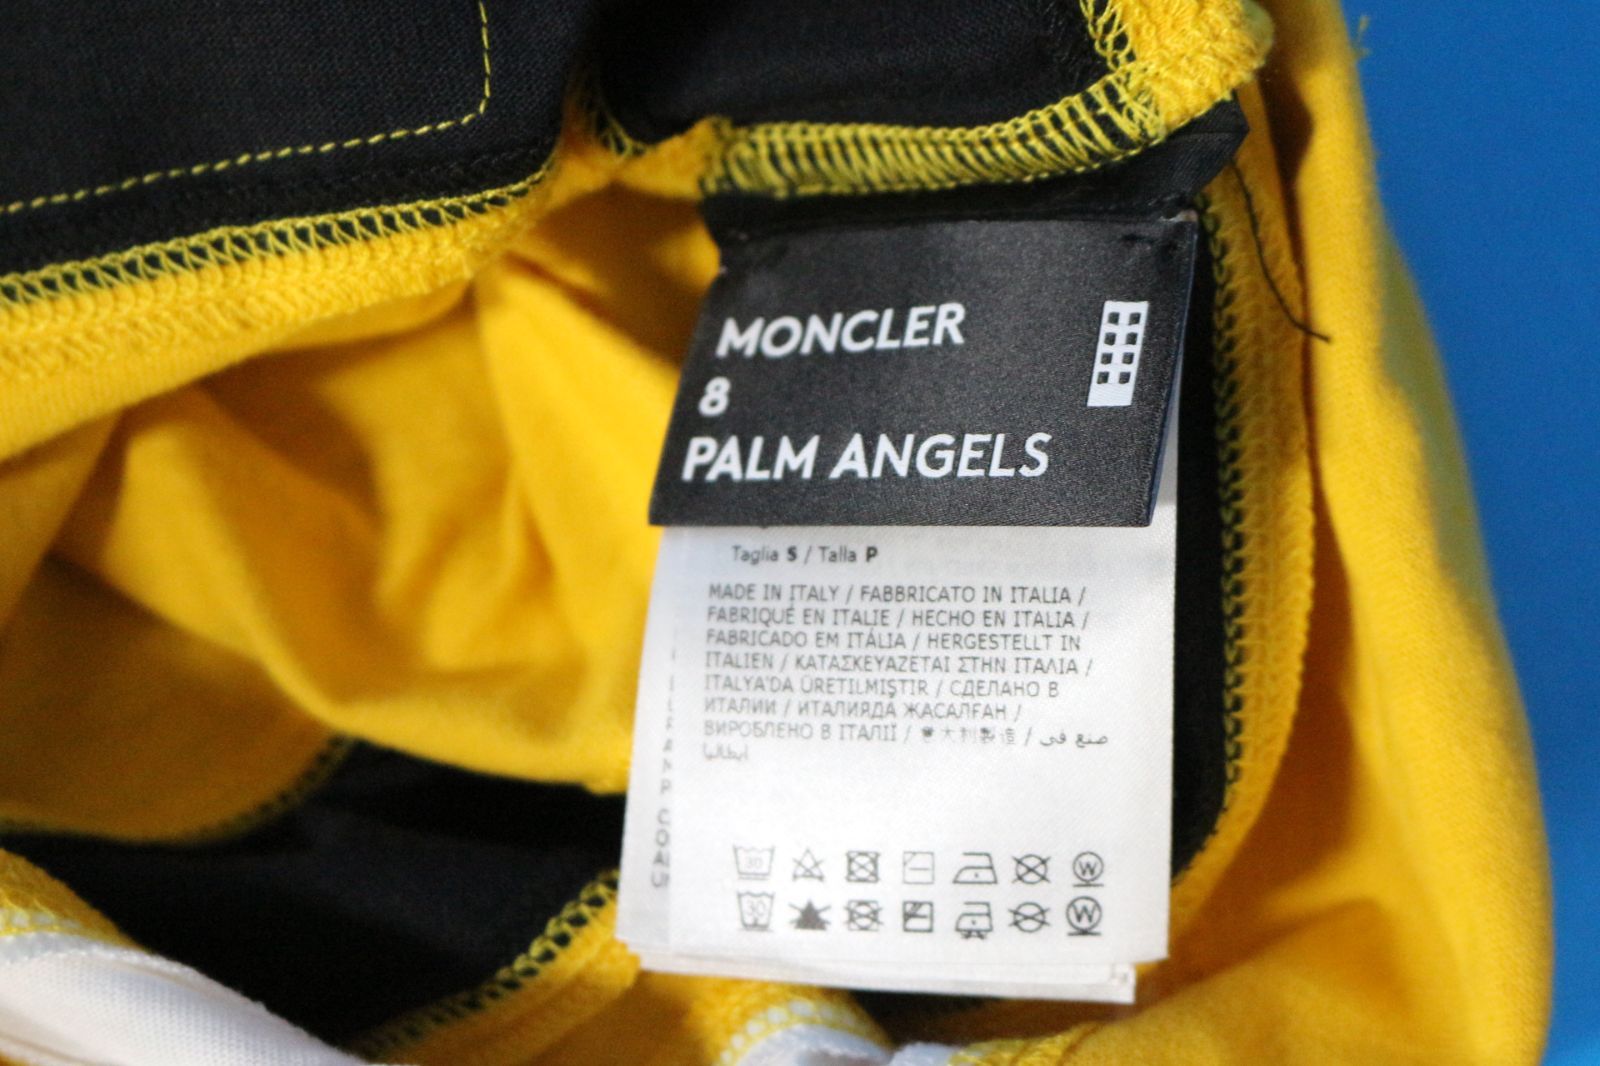 MONCLER
8
PALM ANGELS
Taglia S / Talla P
MADE IN ITALY / FABBRICATO IN ITALIA /
FABRIQUÉ EN ITALIE / HECHO EN ITALIA /
FABRICADO EM ITÁLIA / HERGESTELLT IN
ITALIEN / ΚΑΤΑΣΚΕΥΑΖΕΤΑΙ ΣΤΗΝ ΙΤΑΛΙΑ /
ITALYA'DA ÜRETILMIŞTIR / СДЕЛАНО В
ИТАЛИИ / ИТАЛИЯДА ЖАСАЛҒАН /
ВИРОБЛЕНО В ІТАЛІЇ / 意大利製造 / صنع في
ايطاليا
30 W
30 W